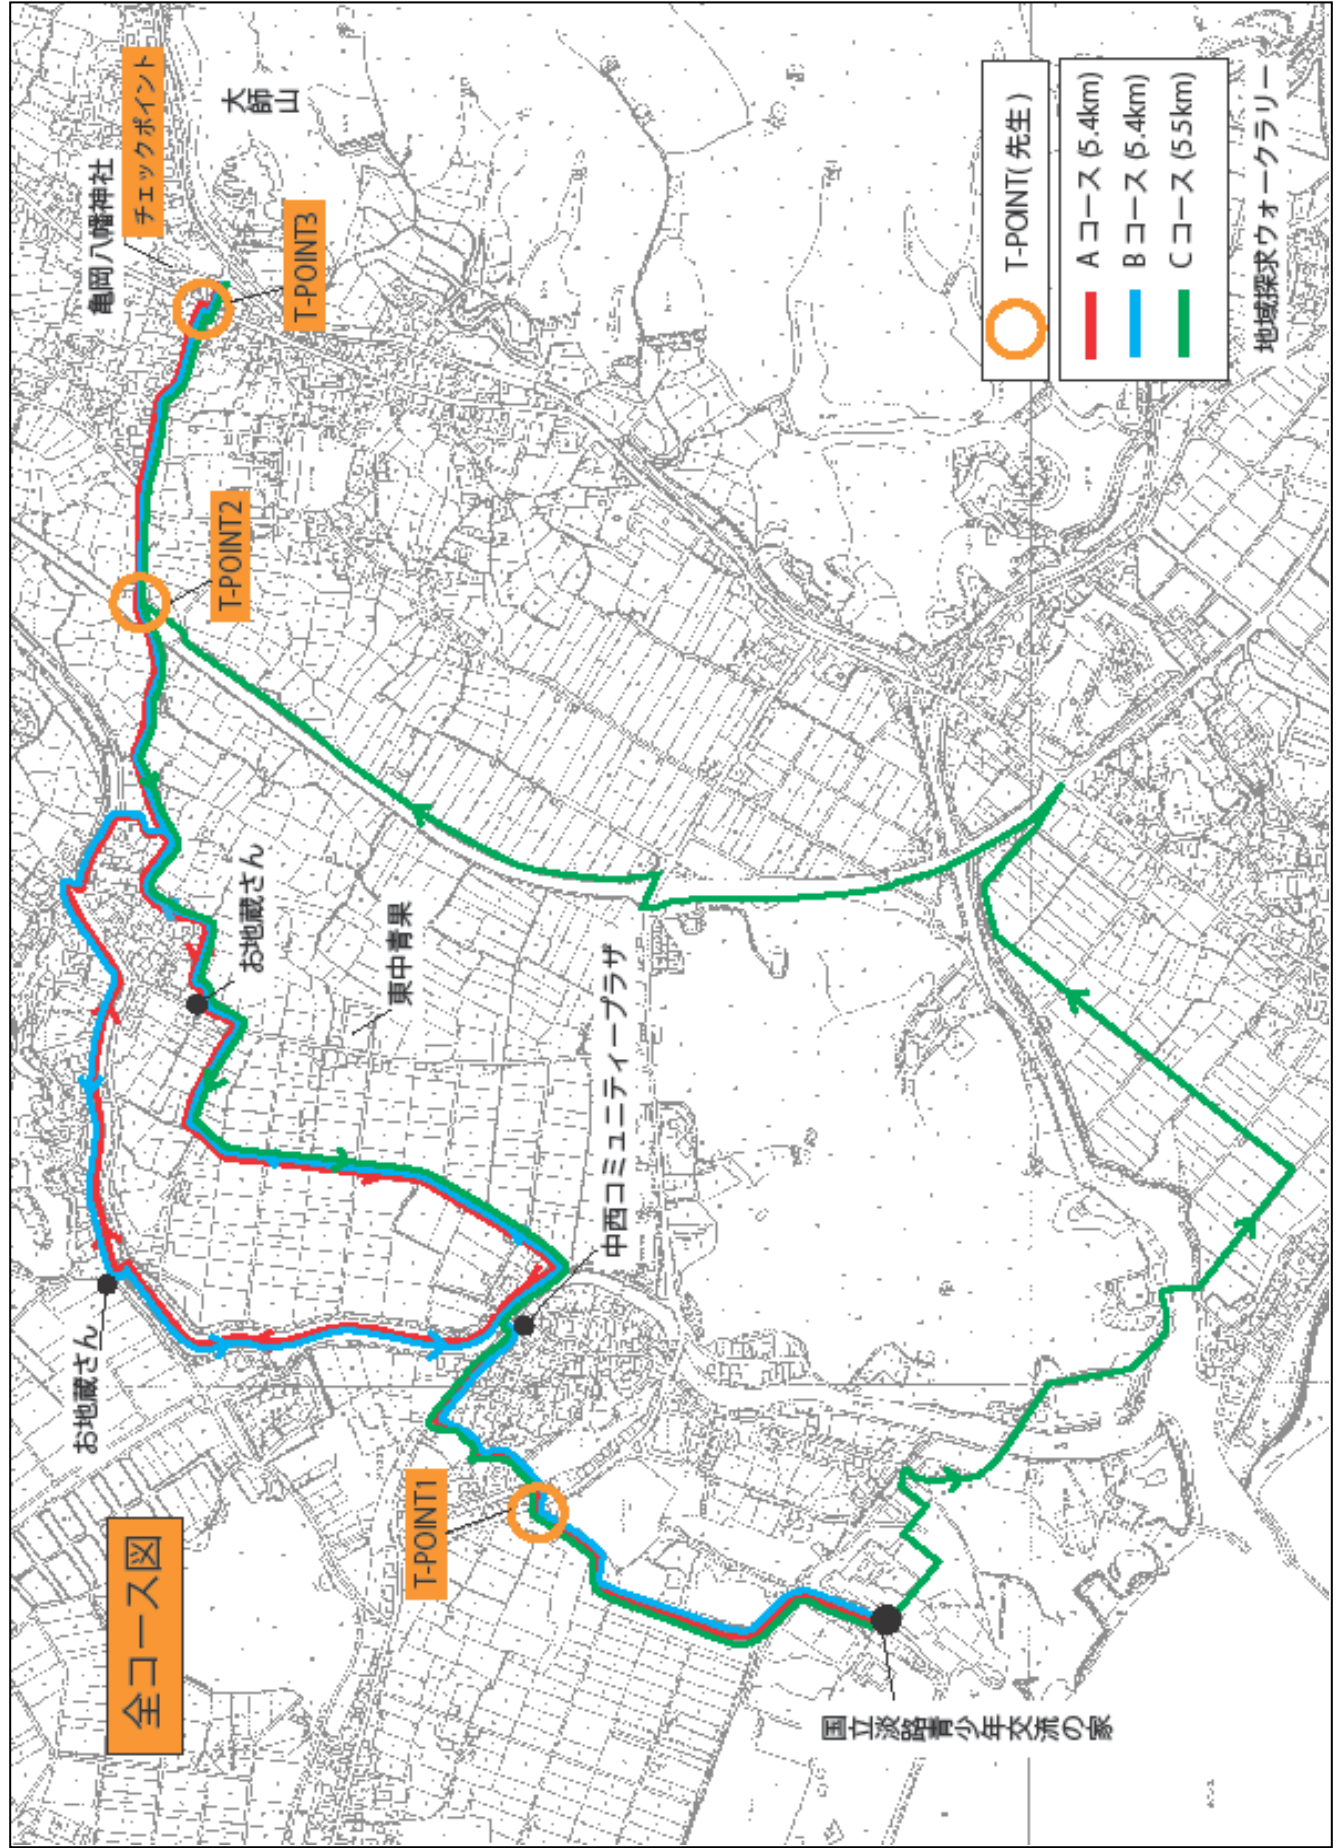 全コース図
お地蔵さん
T-POINT1
国立淡路青少年交流の家
中西コミュニティープラザ
東中青果
お地蔵さん
T-POINT2
T-POINT3
亀岡八幡神社
チェックポイント
大師山
T-POINT(先生)
Aコース (5.4km)
Bコース (5.4km)
Cコース (55km)
地域探求ウォークラリー